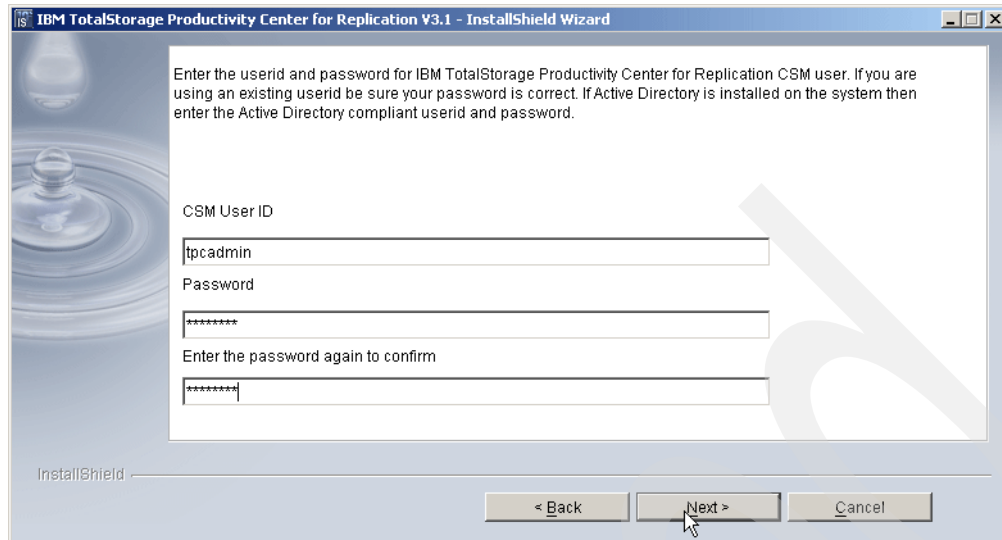 IBM TotalStorage Productivity Center for Replication V3.1 - InstallShield Wizard
Enter the userid and password for IBM TotalStorage Productivity Center for Replication CSM user. If you are
using an existing userid be sure your password is correct. If Active Directory is installed on the system then
enter the Active Directory compliant userid and password.
CSM User ID
tpcadmin
Password
********
Enter the password again to confirm
********
InstallShield
< Back
Next >
Cancel